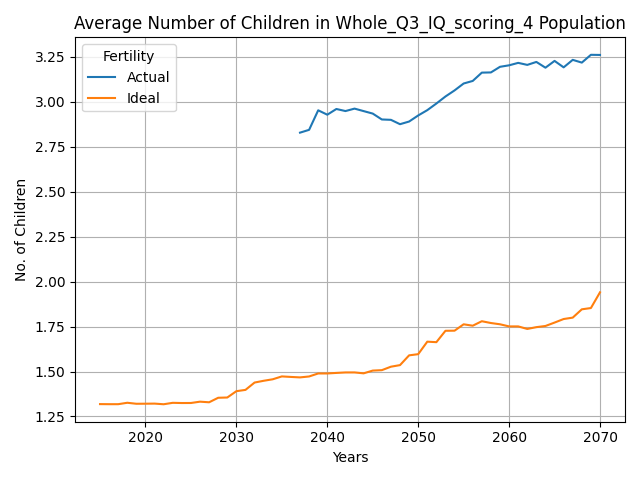 Average Number of Children in Whole_Q3_IQ_scoring_4 Population
Fertility
Actual
Ideal
3.25
3.00
2.75
2.50
2.25
2.00
1.75
1.50
1.25
No. of Children
2020 2030 2040 2050 2060 2070
Years